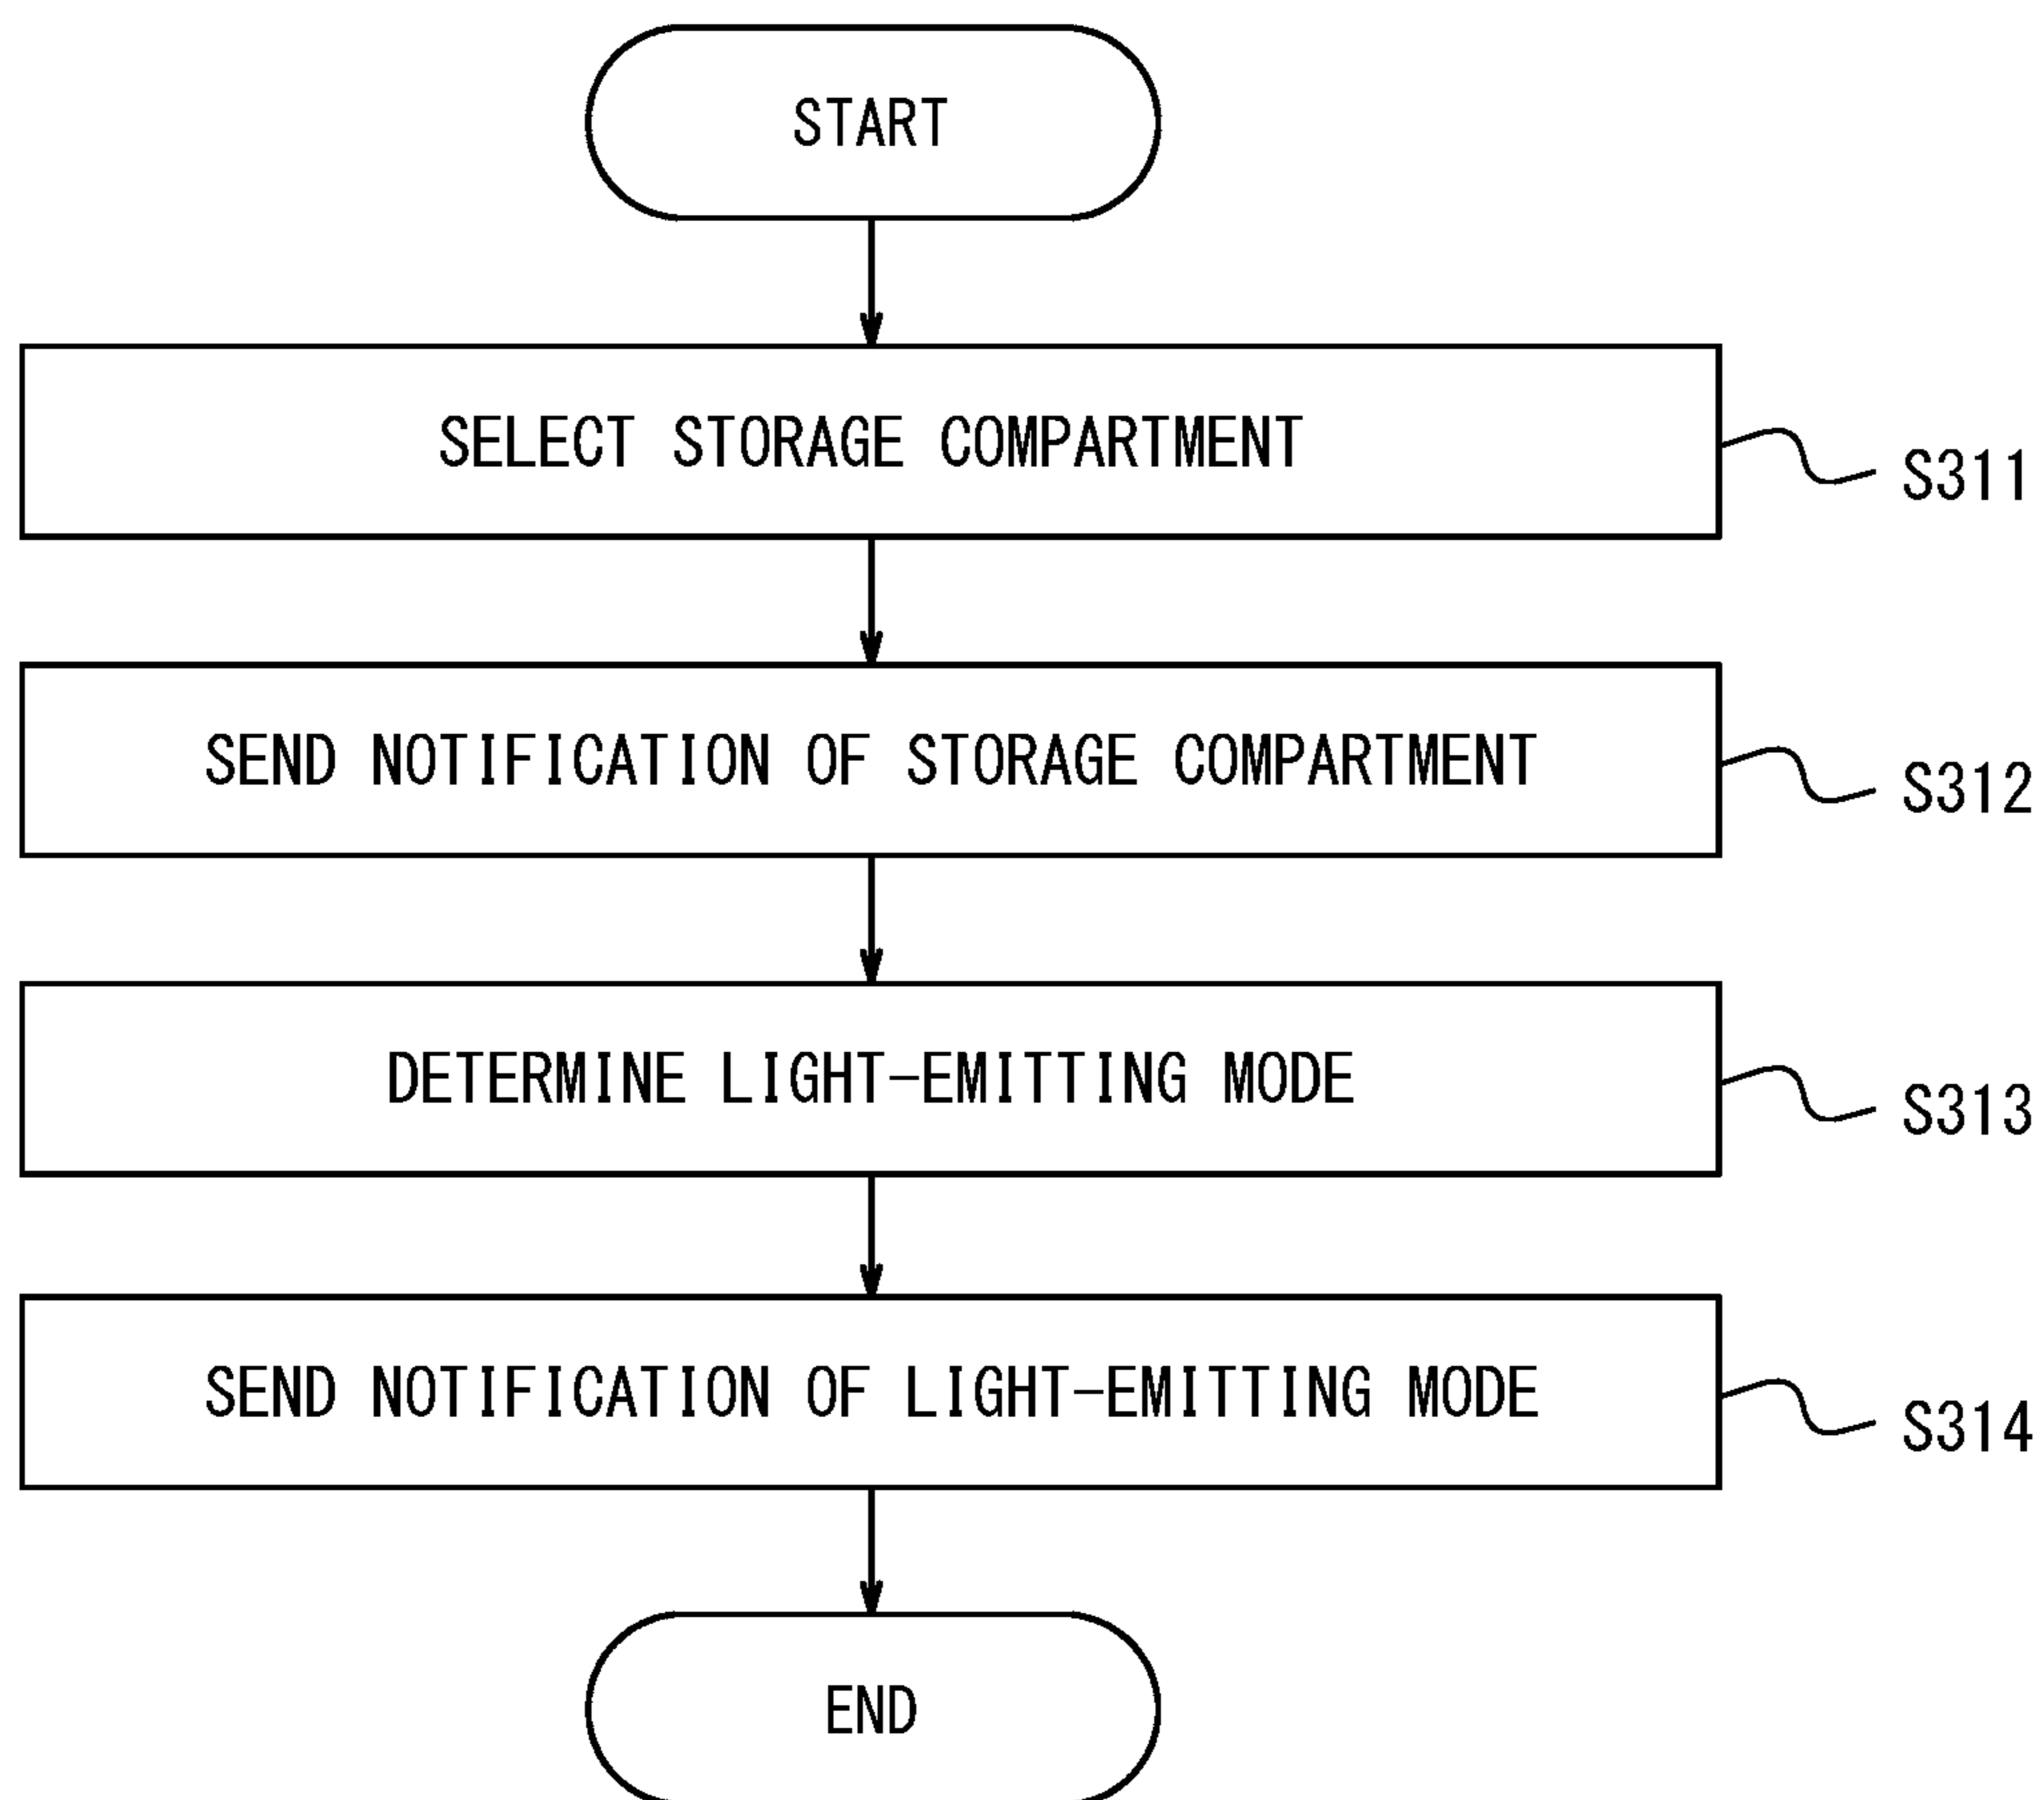 START
SELECT STORAGE COMPARTMENT
S311
SEND NOTIFICATION OF STORAGE COMPARTMENT
S312
DETERMINE LIGHT-EMITTING MODE
S313
SEND NOTIFICATION OF LIGHT-EMITTING MODE
S314
END